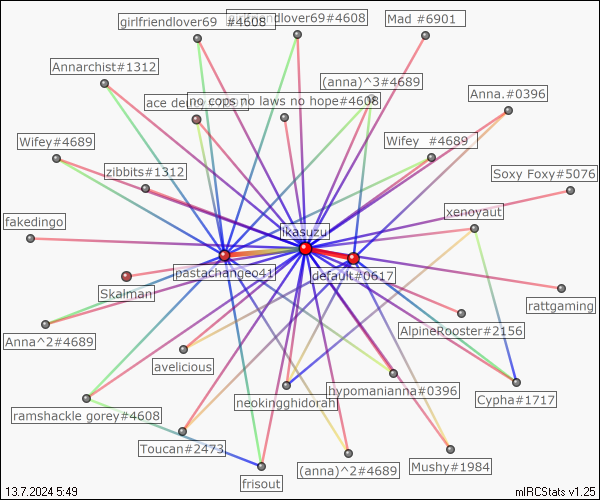 girlfriendlover69 #4608
girlfriendlover69#4608
Mad #6901
Annarchist#1312
(anna)^3#4689
ace
no cops no laws no hope#4608
Anna.#0396
Wifey#4689
Wifey #4689
zibbits#1312
Soxy Foxy#5076
xenoyaut
fakedingo
likasuzu
pastachangeo41
default#0617
Skalman
rattgaming
AlpineRooster#2156
Anna^2#4689
avelicious
hypomanianna#0396
neokingghidorah
Cypha#1717
ramshackle gorey#4608
Toucan#2473
(anna)^2#4689
Mushy#1984
frisout
13.7.2024 5:49
mIRCStats v1.25